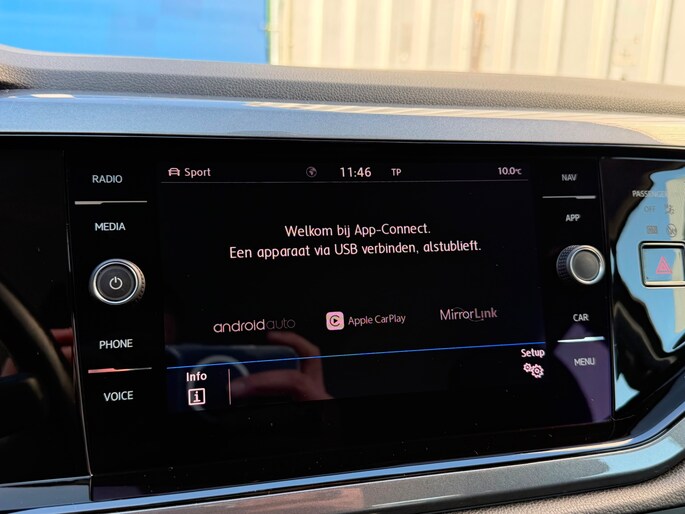 RADIO
MEDIA
PHONE
VOICE
Sport
11:46
TP
10.0°C
Welkom bij App-Connect.
Een apparaat via USB verbinden, alstublieft.
androidauto
Apple CarPlay
MirrorLink
Info
i
Setup
NAV
APP
CAR
MENU
OFF